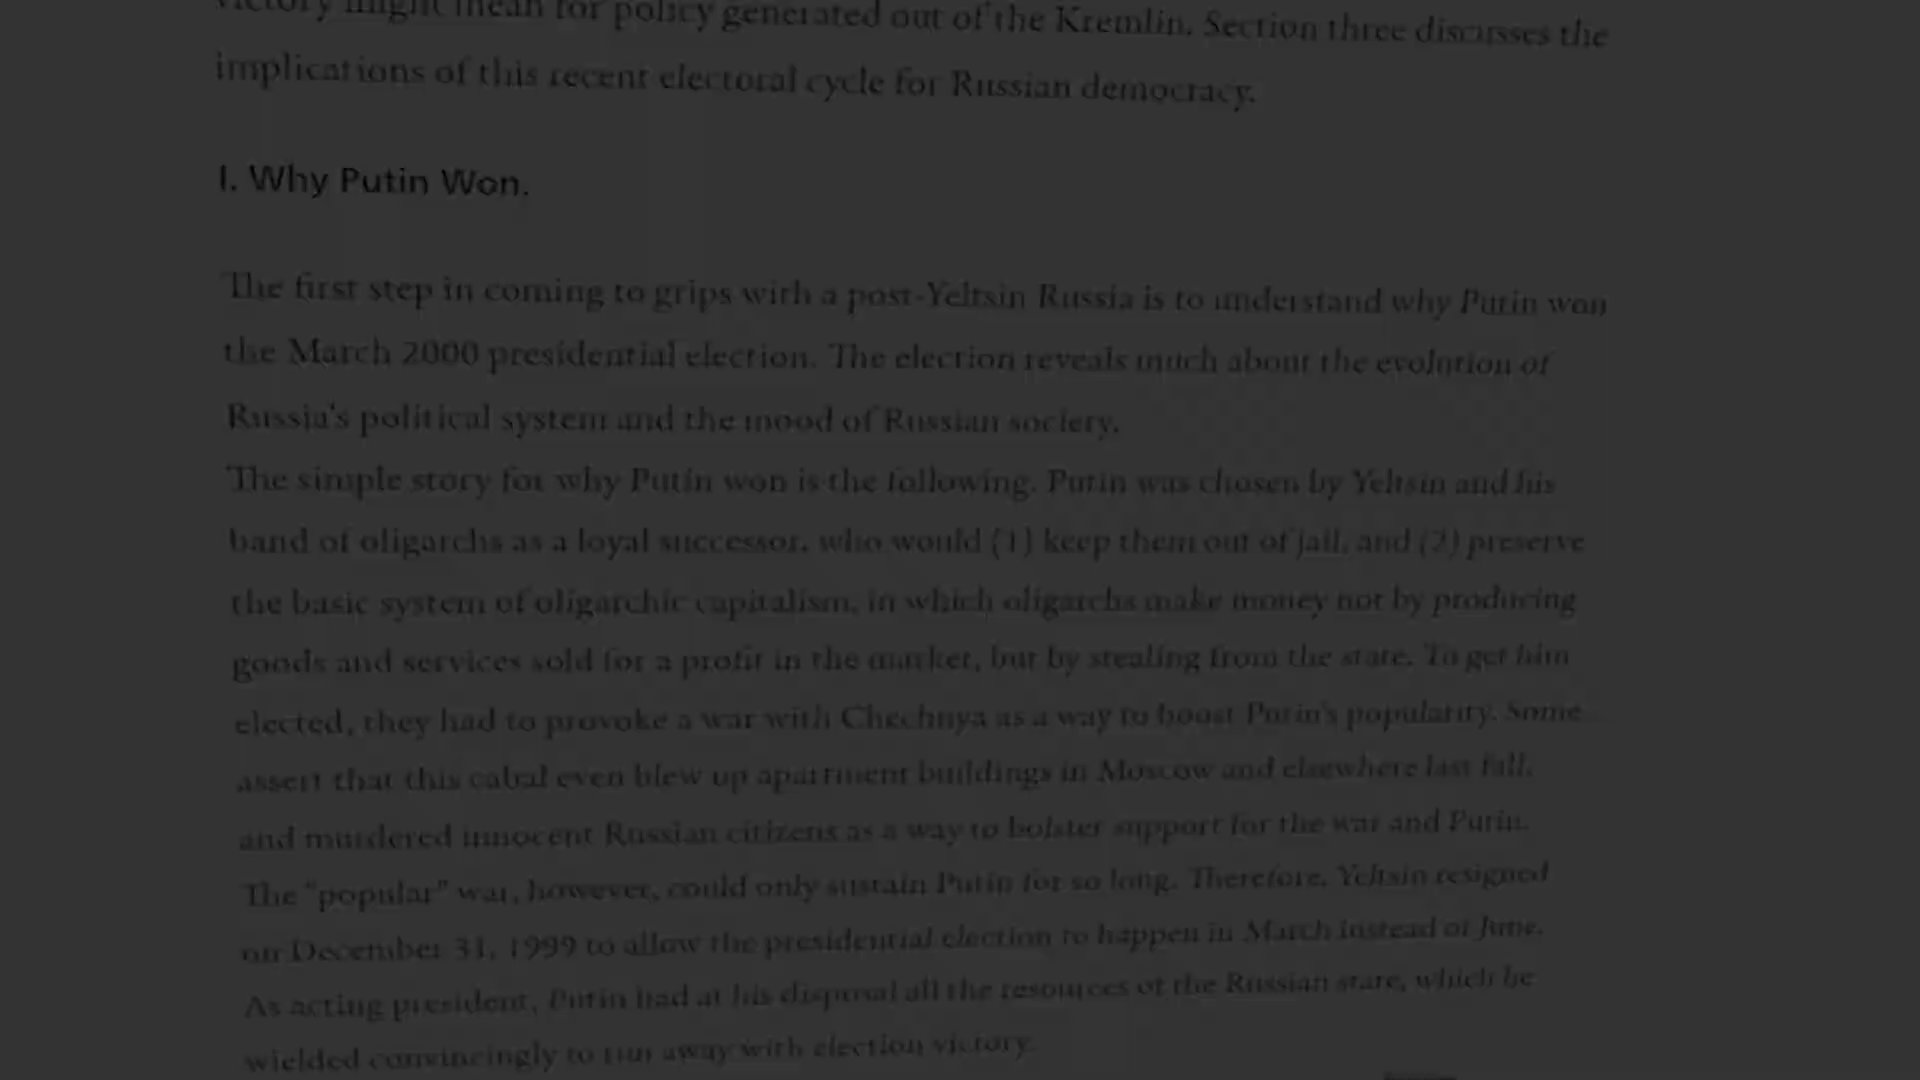 victory might mean for policy generated out of the Kremlin. Section three discusses the
implications of this recent electoral cycle for Russian democracy.
I. Why Putin Won.
The first step in coming to grips with a post-Yeltsin Russia is to understand why Putin won
the March 2000 presidential election. The election reveals much about the evolution of
Russia's political system and the mood of Russian society.
The simple story for why Putin won is the following. Putin was chosen by Yeltsin and his
band of oligarchs as a loyal successor, who would (1) keep them out of jail, and (2) preserve
the basic system of oligarchic capitalism, in which oligarchs make money not by producing
goods and services sold for a profit in the market, but by stealing from the state. To get him
elected, they had to provoke a war with Chechnya as a way to boost Putin's popularity. Some
assert that this cabal even blew up apartment buildings in Moscow and elsewhere last fall,
and murdered innocent Russian citizens as a way to bolster support for the war and Putin.
The "popular" war, however, could only sustain Putin for so long. Therefore, Yeltsin resigned
on December 31, 1999 to allow the presidential election to happen in March instead of June.
As acting president, Putin had at his disposal all the resources of the Russian state, which he
wielded convincingly to run away with election victory.